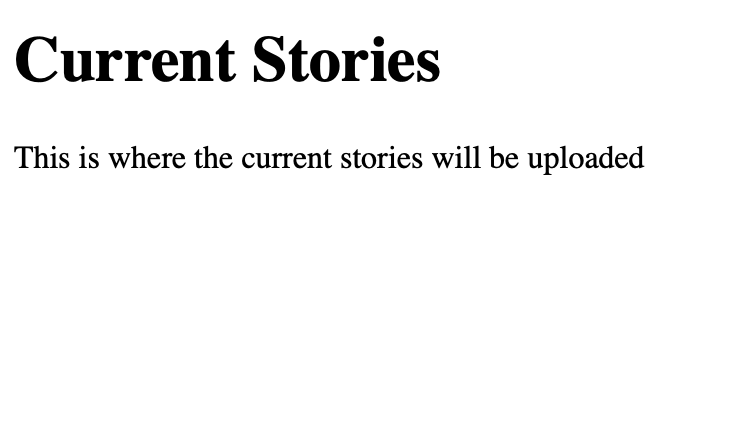 Current Stories
This is where the current stories will be uploaded